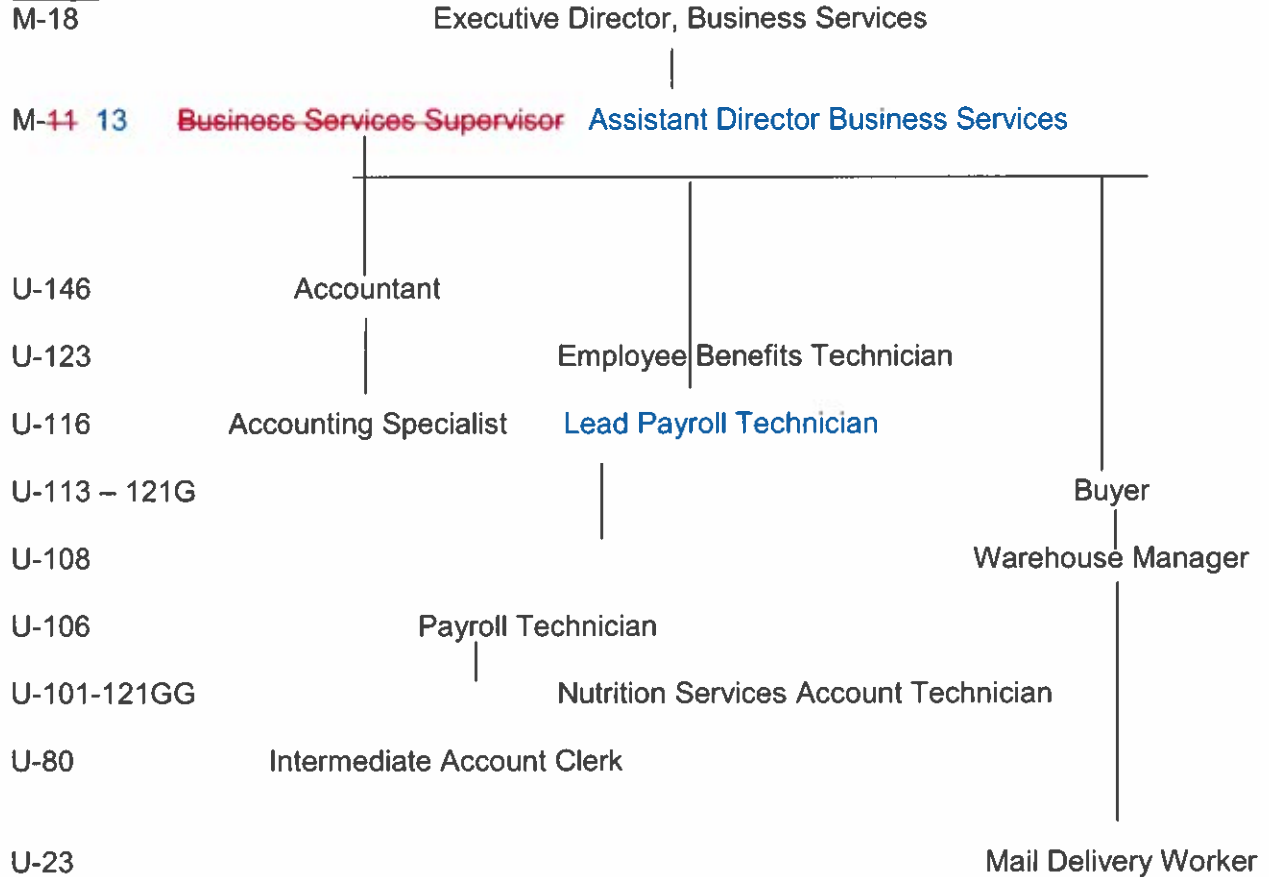 M-18 Executive Director, Business Services
M-11 13 Business Services Supervisor Assistant Director Business Services
U-146 Accountant
U-123 Employee Benefits Technician
U-116 Accounting Specialist Lead Payroll Technician
U-113 – 121G Buyer
U-108 Warehouse Manager
U-106 Payroll Technician
U-101-121GG Nutrition Services Account Technician
U-80 Intermediate Account Clerk
U-23 Mail Delivery Worker